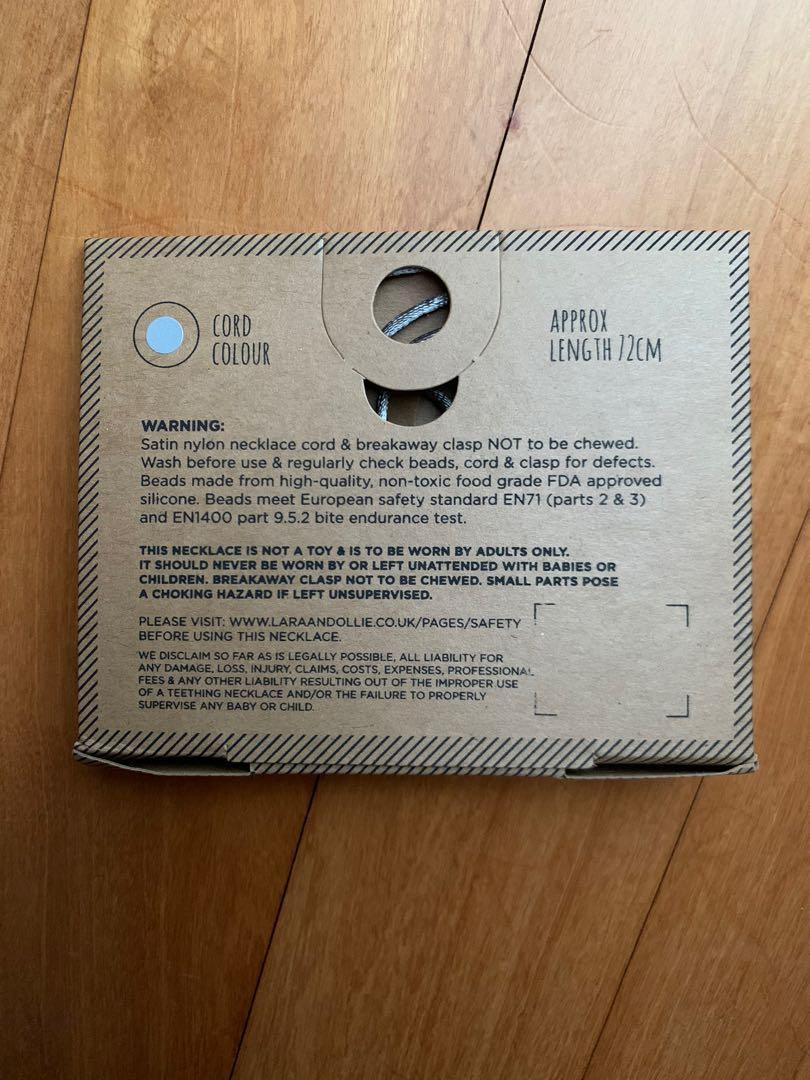 CORD
COLOUR
APPROX
LENGTH 72CM
WARNING:
Satin nylon necklace cord & breakaway clasp NOT to be chewed.
Wash before use & regularly check beads, cord & clasp for defects.
Beads made from high-quality, non-toxic food grade FDA approved
silicone. Beads meet European safety standard EN71 (parts 2 & 3)
and EN1400 part 9.5.2 bite endurance test.
THIS NECKLACE IS NOT A TOY & IS TO BE WORN BY ADULTS ONLY.
IT SHOULD NEVER BE WORN BY OR LEFT UNATTENDED WITH BABIES OR
CHILDREN. BREAKAWAY CLASP NOT TO BE CHEWED. SMALL PARTS POSE
A CHOKING HAZARD IF LEFT UNSUPERVISED.
PLEASE VISIT: WWW.LARAANDOLLIE.CO.UK/PAGES/SAFETY
BEFORE USING THIS NECKLACE.
WE DISCLAIM SO FAR AS IS LEGALLY POSSIBLE, ALL LIABILITY FOR
ANY DAMAGE, LOSS, INJURY, CLAIMS, COSTS, EXPENSES, PROFESSIONAL
FEES & ANY OTHER LIABILITY RESULTING OUT OF THE IMPROPER USE
OF A TEETHING NECKLACE AND/OR THE FAILURE TO PROPERLY
SUPERVISE ANY BABY OR CHILD.